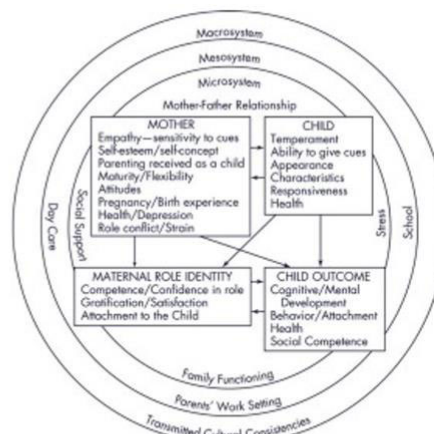 Macrosystem
Mesosystem
Microsystem
Mother-Father Relationship
MOTHER
Empathy—sensitivity to cues
Self-esteem/self-concept
Parenting received as a child
Maturity/Flexibility
Attitudes
Pregnancy/Birth experience
Health/Depression
Role conflict/Strain
CHILD
Temperament
Ability to give cues
Appearance
Characteristics
Responsiveness
Health
Day Care
Social Support
Stress
School
MATERNAL ROLE IDENTITY
Competence/Confidence in role
Gratification/Satisfaction
Attachment to the Child
CHILD OUTCOME
Cognitive/Mental
Development
Behavior/Attachment
Health
Social Competence
Family Functioning
Parents' Work Setting
Transmitted Cultural Consistencies